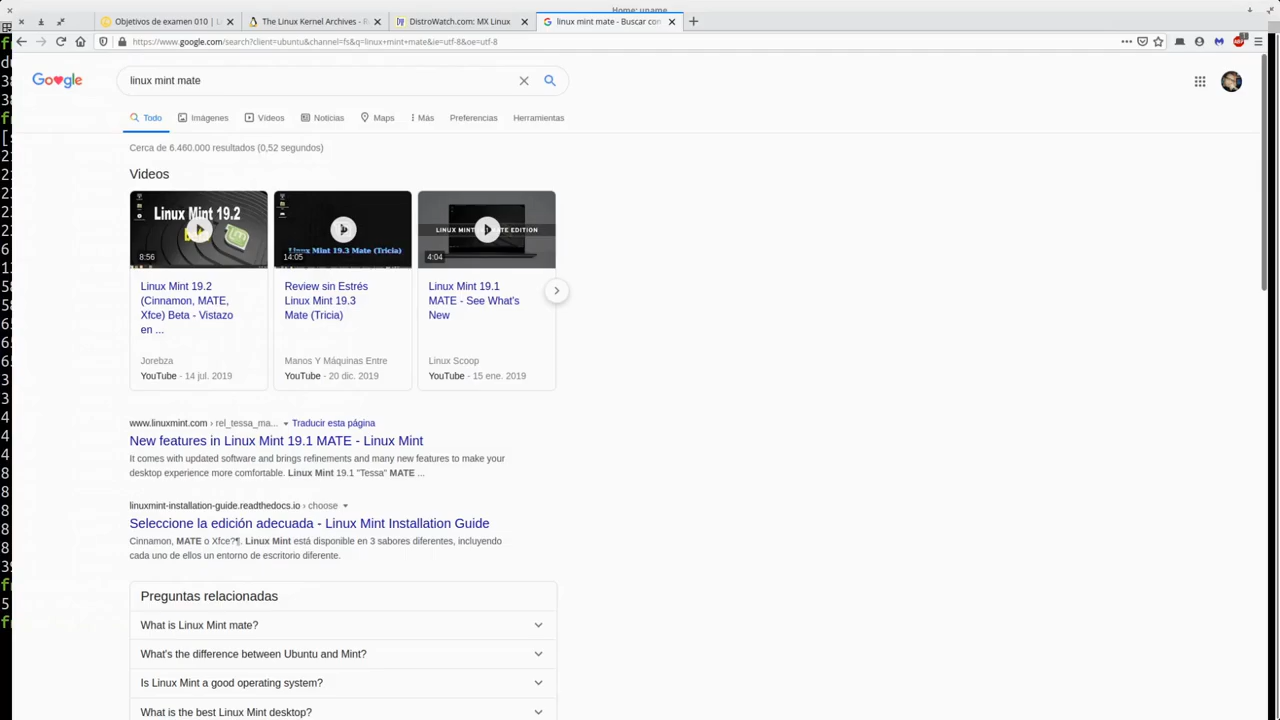 Home: uname
Objetivos de examen 010 | L
The Linux Kernel Archives - R
DistroWatch.com: MX Linux
linux mint mate - Buscar con
https://www.google.com/search?client=ubuntu&channel=fs&q=linux+mint+mate&ie=utf-8&oe=utf-8
linux mint mate
Todo
Imágenes
Vídeos
Noticias
Maps
Más
Preferencias
Herramientas
Cerca de 6.460.000 resultados (0,52 segundos)
Videos
Linux Mint 19.2
8:56
Linux Mint 19.3 Mate (Tricia)
14:05
4:04
Linux Mint 19.2
(Cinnamon, MATE,
Xfce) Beta - Vistazo
en ...
Jorebza
YouTube - 14 jul. 2019
Review sin Estrés
Linux Mint 19.3
Mate (Tricia)
Manos Y Máquinas Entre
YouTube - 20 dic. 2019
Linux Mint 19.1
MATE - See What's
New
Linux Scoop
YouTube - 15 ene. 2019
www.linuxmint.com › rel_tessa_ma... Traducir esta página
New features in Linux Mint 19.1 MATE - Linux Mint
It comes with updated software and brings refinements and many new features to make your
desktop experience more comfortable. Linux Mint 19.1 "Tessa" MATE ...
linuxmint-installation-guide.readthedocs.io › choose
Seleccione la edición adecuada - Linux Mint Installation Guide
Cinnamon, MATE o Xfce?¶. Linux Mint está disponible en 3 sabores diferentes, incluyendo
cada uno de ellos un entorno de escritorio diferente.
Preguntas relacionadas
What is Linux Mint mate?
What's the difference between Ubuntu and Mint?
Is Linux Mint a good operating system?
What is the best Linux Mint desktop?